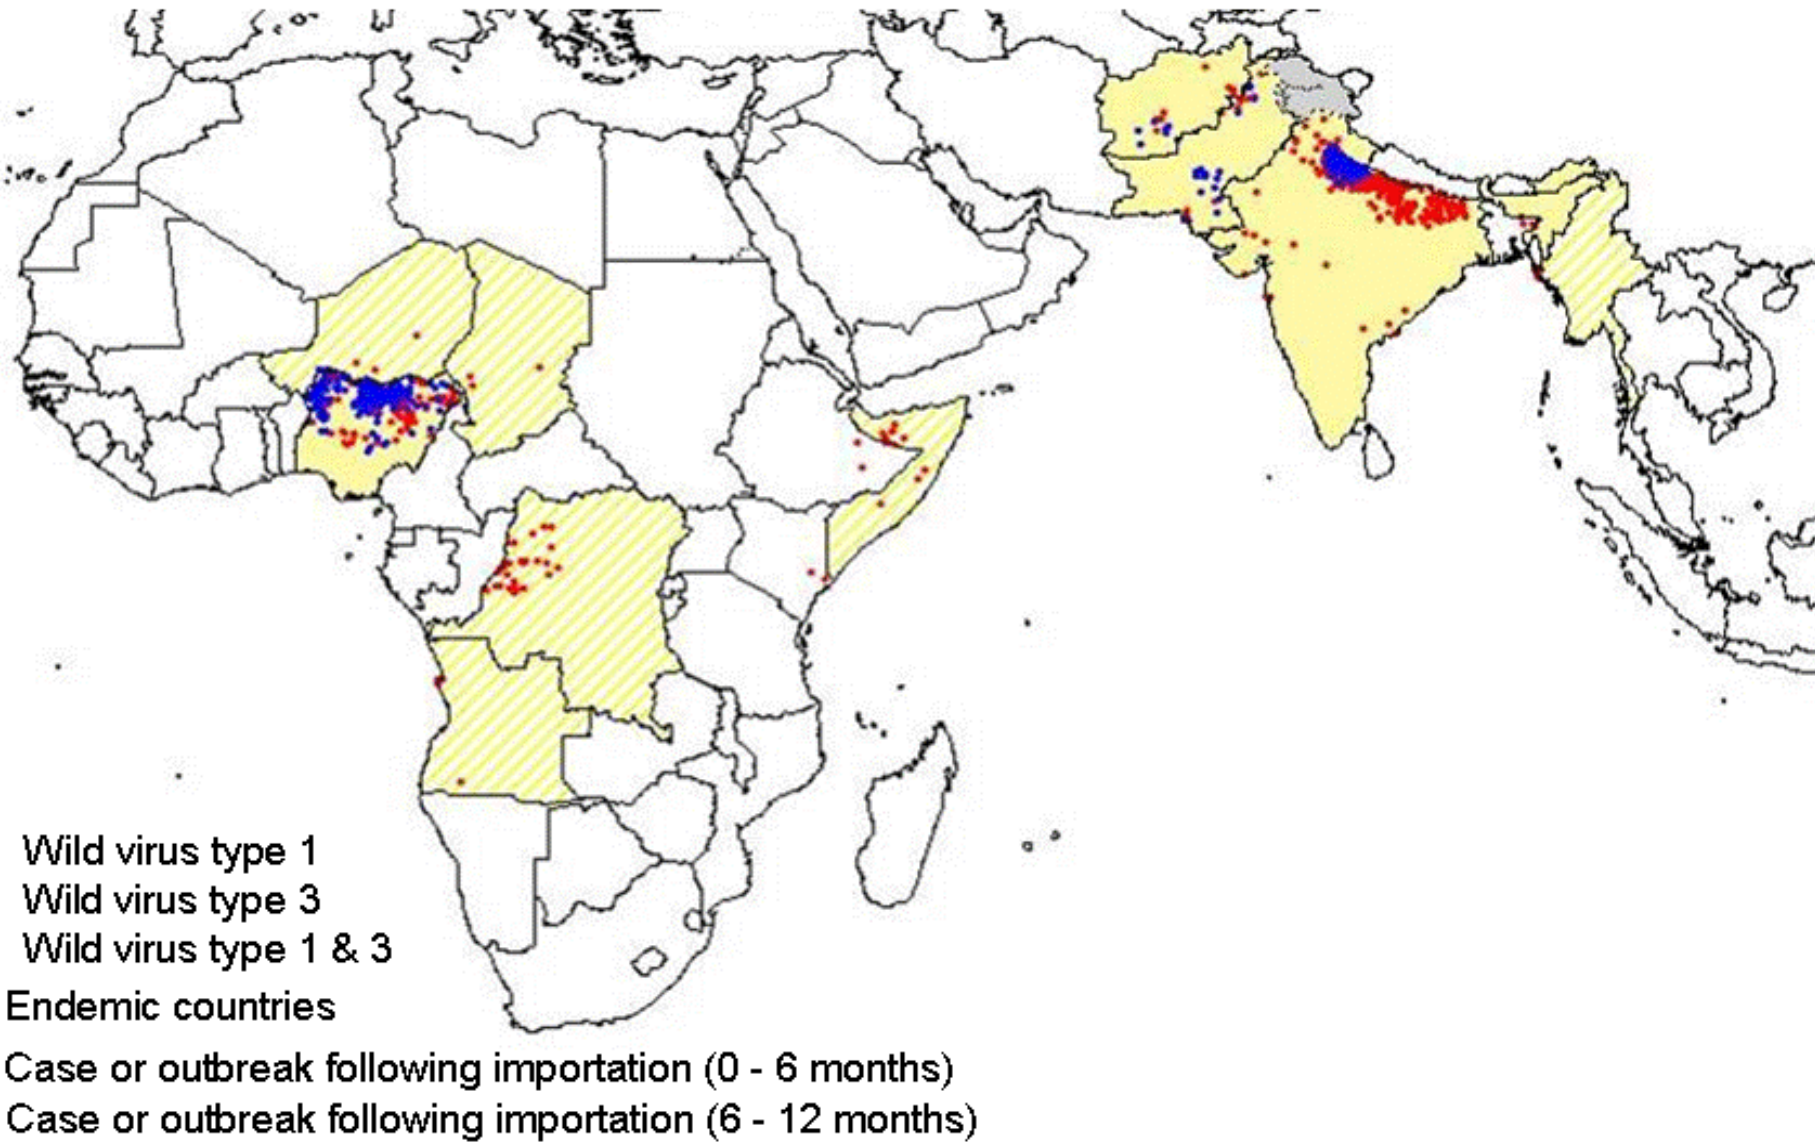 Wild virus type 1
Wild virus type 3
Wild virus type 1 & 3
Endemic countries
Case or outbreak following importation (0 - 6 months)
Case or outbreak following importation (6 - 12 months)